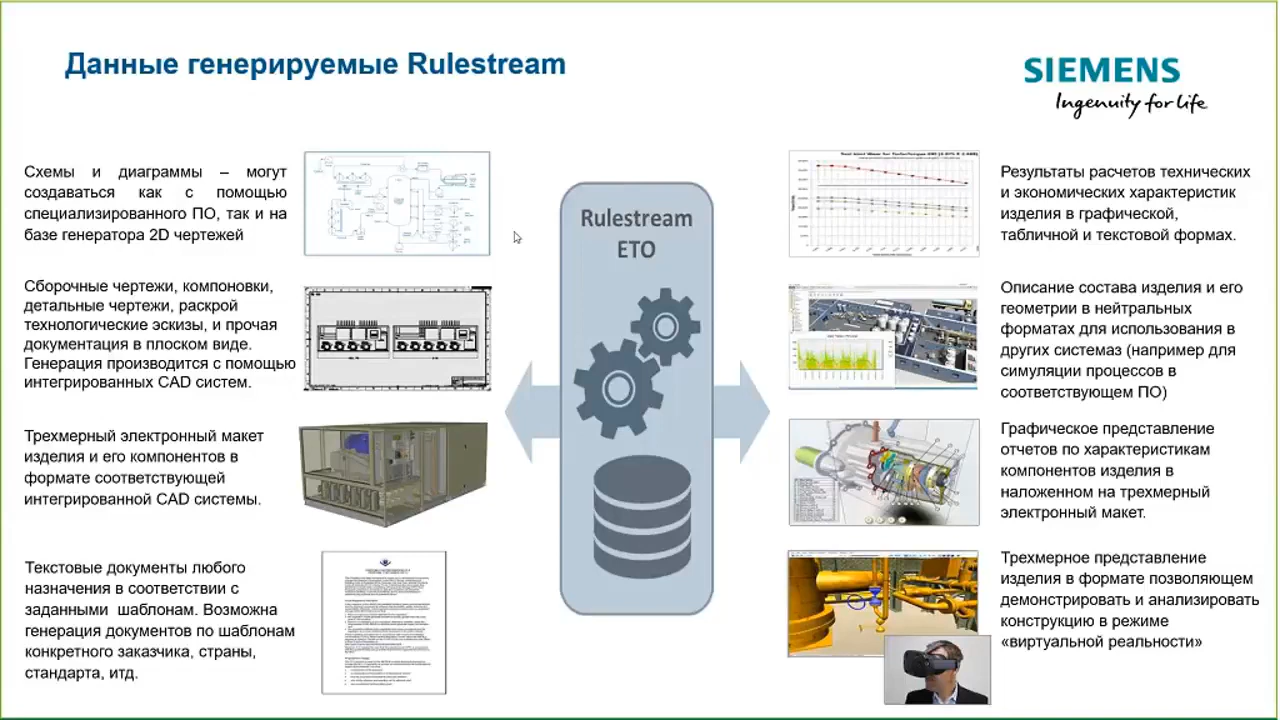 Данные генерируемые Rulestream
SIEMENS
Ingenuity for life
Схемы и диаграммы – могут
создаваться как с помощью
специализированного ПО, так и на
базе генератора 2D чертежей
Сборочные чертежи, компоновки,
детальные чертежи, раскрой
технологические эскизы, и прочая
документация в плоском виде.
Генерация производится с помощью
интегрированных CAD систем.
Трехмерный электронный макет
изделия и его компонентов в
формате соответствующей
интегрированной CAD системы.
Текстовые документы любого
назначения в соответствии с
заданным шаблонам. Возможна
генерация документов по шаблонам
конкретного заказчика, страны,
стандарта. или
Rulestream
ETO
Результаты расчетов технических
и экономических характеристик
изделия в графической,
табличной и текстовой формах.
Описание состава изделия и его
геометрии в нейтральных
форматах для использования в
других системаз (например для
симуляции процессов в
соответствующем ПО)
Графическое представление
отчетов по характеристикам
компонентов изделия в
наложенном на трехмерный
электронный макет.
Трехмерное представление
изделия в формате позволяющем
демонстрировать и анализировать
конструкцию в режиме
«виртуальной реальности»